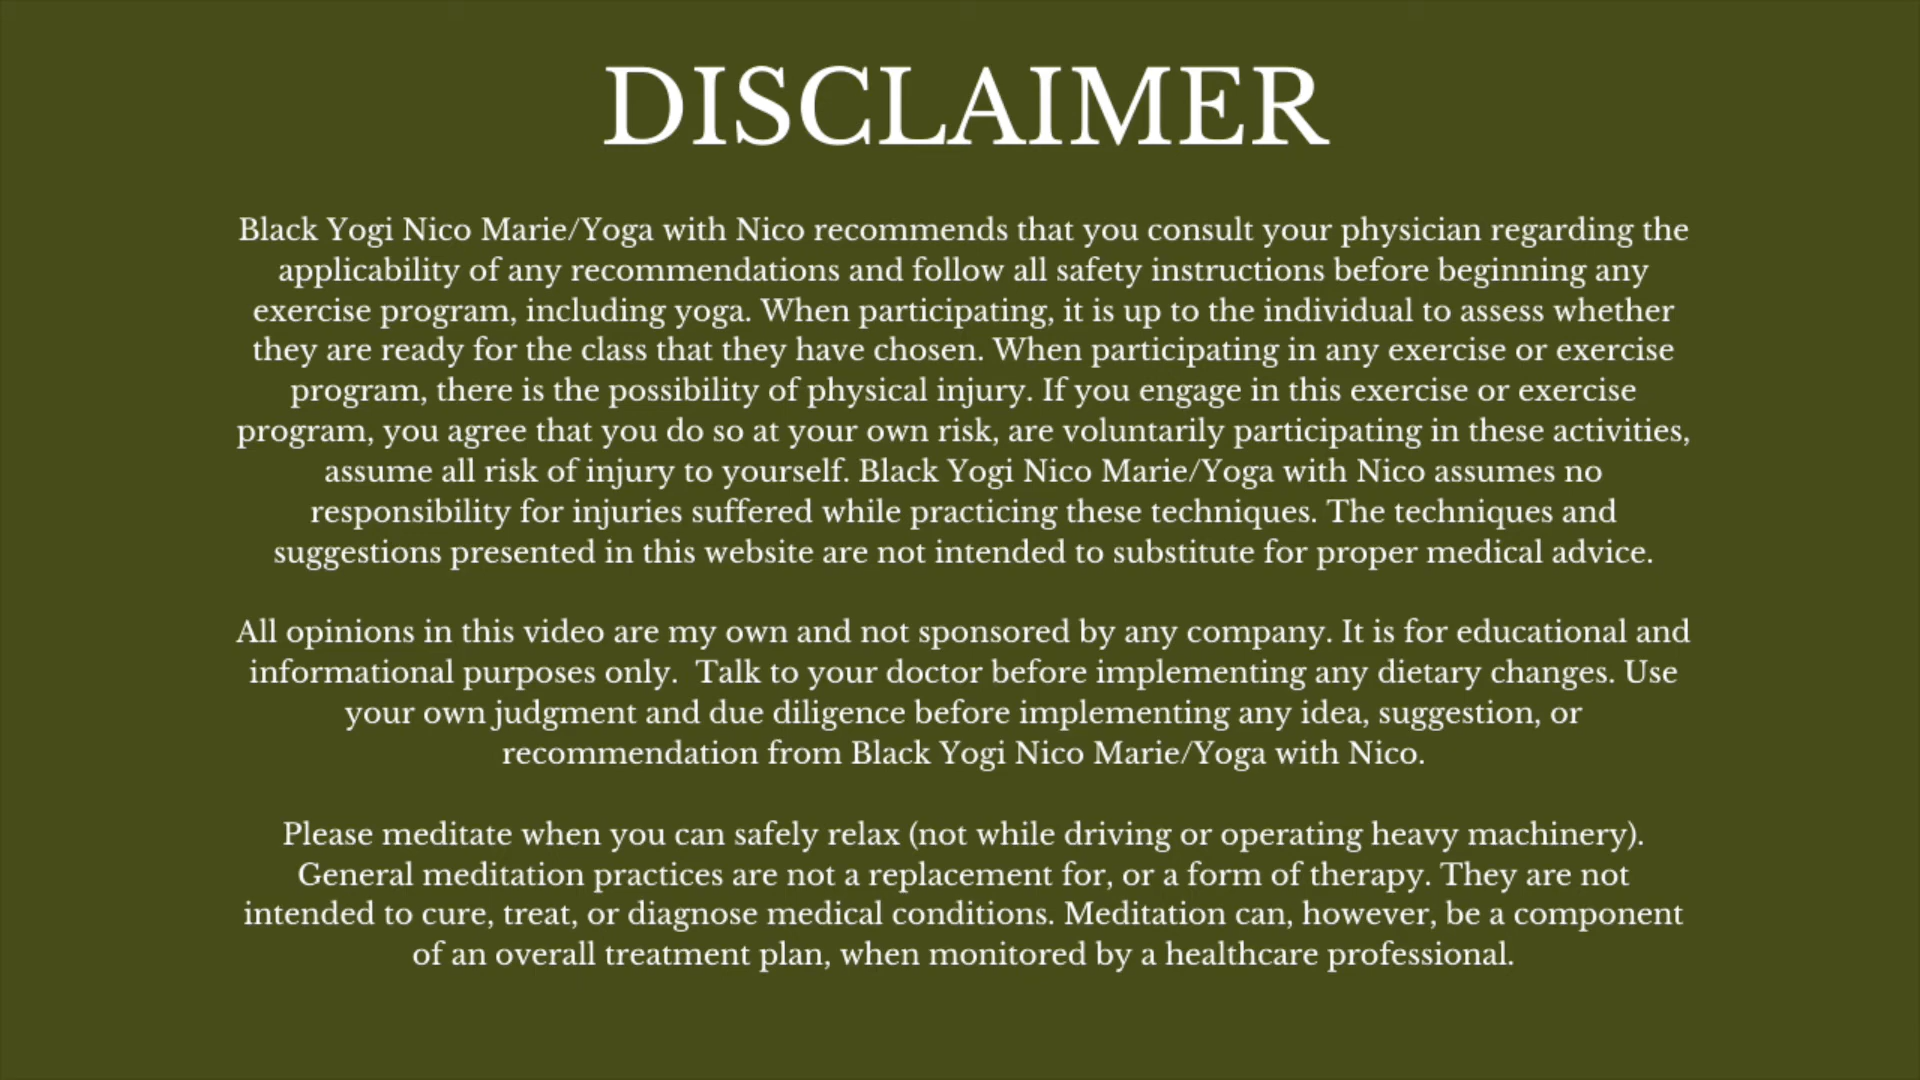 DISCLAIMER
Black Yogi Nico Marie/Yoga with Nico recommends that you consult your physician regarding the
applicability of any recommendations and follow all safety instructions before beginning any
exercise program, including yoga. When participating, it is up to the individual to assess whether
they are ready for the class that they have chosen. When participating in any exercise or exercise
program, there is the possibility of physical injury. If you engage in this exercise or exercise
program, you agree that you do so at your own risk, are voluntarily participating in these activities,
assume all risk of injury to yourself. Black Yogi Nico Marie/Yoga with Nico assumes no
responsibility for injuries suffered while practicing these techniques. The techniques and
suggestions presented in this website are not intended to substitute for proper medical advice.
All opinions in this video are my own and not sponsored by any company. It is for educational and
informational purposes only.  Talk to your doctor before implementing any dietary changes. Use
your own judgment and due diligence before implementing any idea, suggestion, or
recommendation from Black Yogi Nico Marie/Yoga with Nico.
Please meditate when you can safely relax (not while driving or operating heavy machinery).
General meditation practices are not a replacement for, or a form of therapy. They are not
intended to cure, treat, or diagnose medical conditions. Meditation can, however, be a component
of an overall treatment plan, when monitored by a healthcare professional.